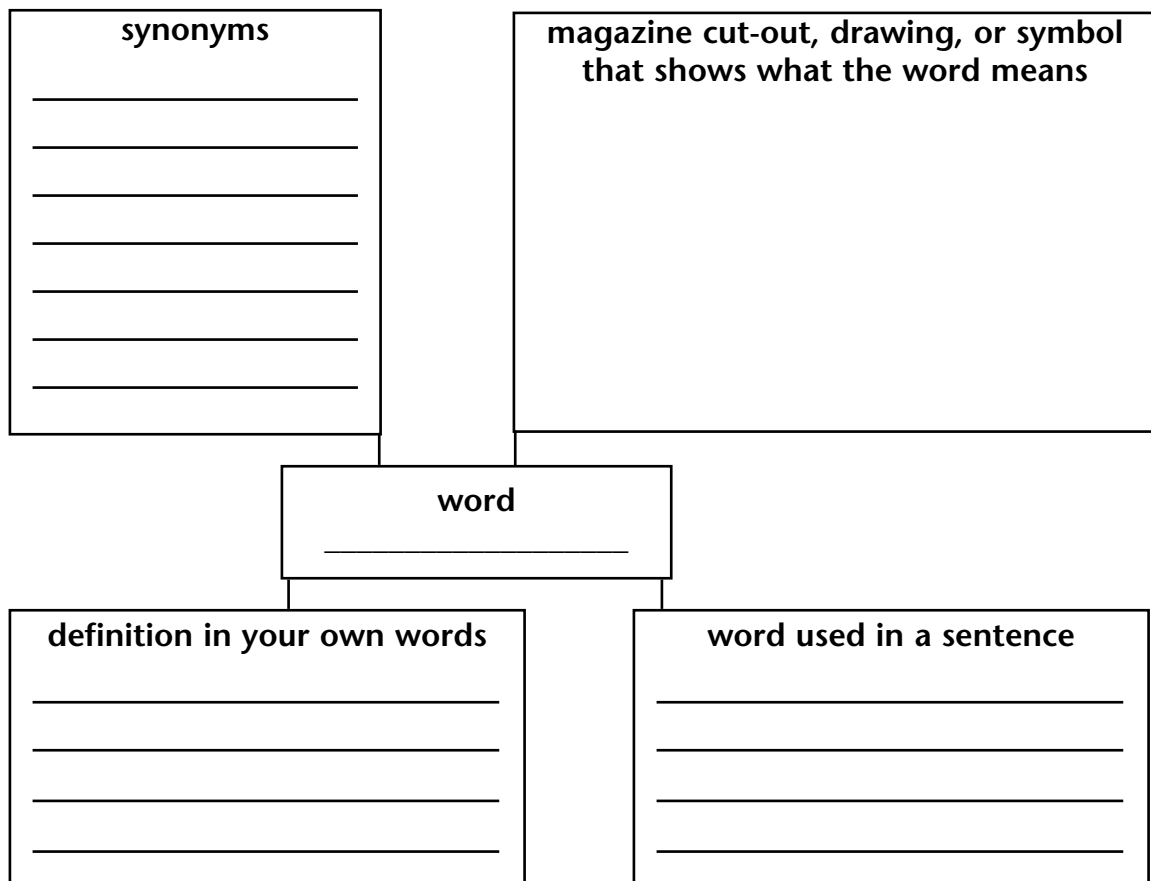 synonyms
magazine cut-out, drawing, or symbol
that shows what the word means
word
definition in your own words
word used in a sentence